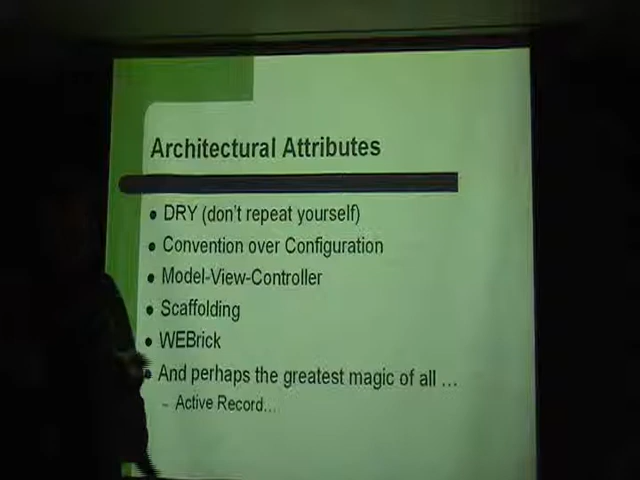 Architectural Attributes
• DRY (don't repeat yourself)
• Convention over Configuration
• Model-View-Controller
• Scaffolding
• WEBrick
• And perhaps the greatest magic of all ...
– Active Record...